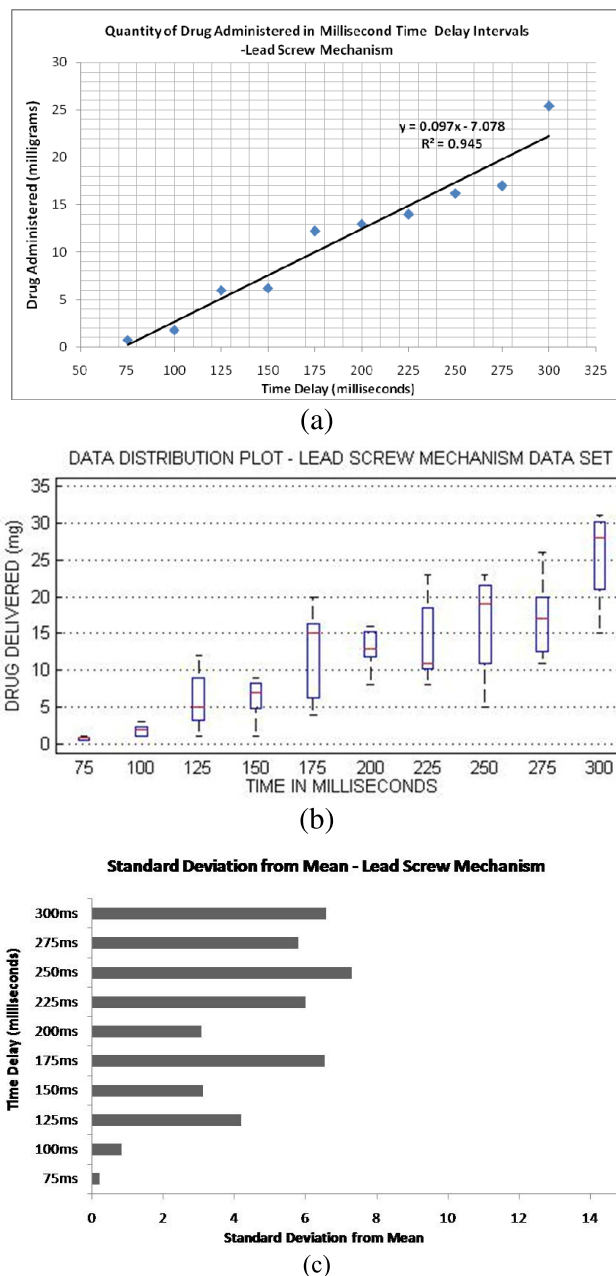 Quantity of Drug Administered in Millisecond Time Delay Intervals
-Lead Screw Mechanism
Drug Administered (milligrams)
30
25
20
15
10
5
0
y = 0.097x - 7.078
R² = 0.945
50 75 100 125 150 175 200 225 250 275 300 325
Time Delay (milliseconds)
(a)
DATA DISTRIBUTION PLOT - LEAD SCREW MECHANISM DATA SET
DRUG DELIVERED (mg)
35
30
25
20
15
10
5
0
75 100 125 150 175 200 225 250 275 300
TIME IN MILLISECONDS
(b)
Standard Deviation from Mean - Lead Screw Mechanism
Time Delay (milliseconds)
300ms
275ms
250ms
225ms
200ms
175ms
150ms
125ms
100ms
75ms
0 2 4 6 8 10 12 14
Standard Deviation from Mean
(c)